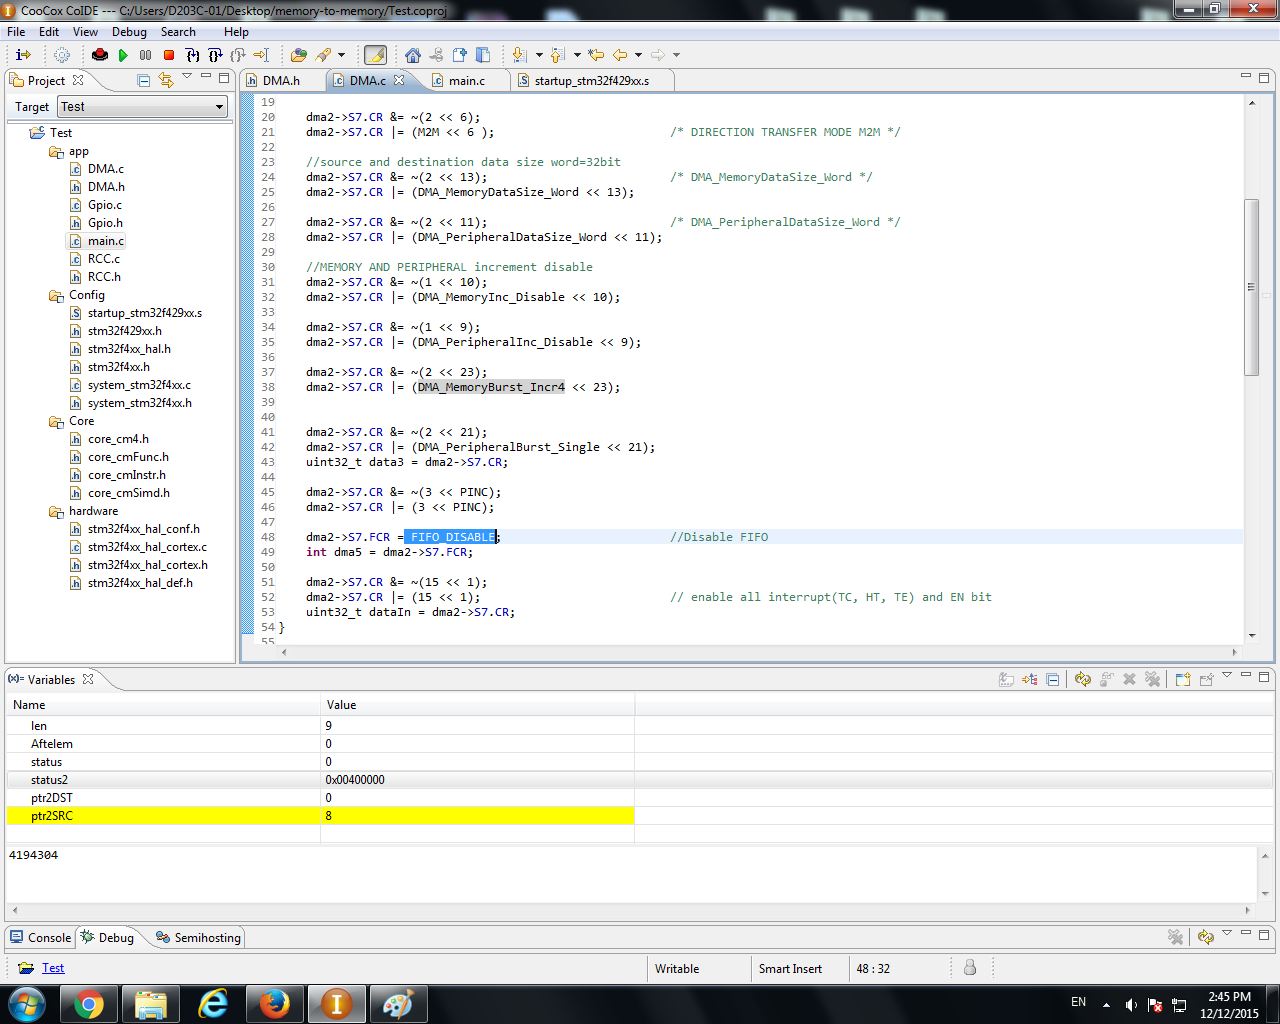 CooCox CoIDE --- C:/Users/D203C-01/Desktop/memory-to-memory/Test.coproj
File Edit View Debug Search Help
Project
Target Test
Test
app
DMA.c
DMA.h
Gpio.c
Gpio.h
main.c
RCC.c
RCC.h
Config
startup_stm32f429xx.s
stm32f429xx.h
stm32f4xx_hal.h
stm32f4xx.h
system_stm32f4xx.c
system_stm32f4xx.h
Core
core_cm4.h
core_cmFunc.h
core_cmInstr.h
core_cmSimd.h
hardware
stm32f4xx_hal_conf.h
stm32f4xx_hal_cortex.c
stm32f4xx_hal_cortex.h
stm32f4xx_hal_def.h
DMA.h DMA.c main.c startup_stm32f429xx.s
19
20 dma2->S7.CR &= ~(2 << 6);
21 dma2->S7.CR |= (M2M << 6 ); /* DIRECTION TRANSFER MODE M2M */
22
23 //source and destination data size word=32bit
24 dma2->S7.CR &= ~(2 << 13); /* DMA_MemoryDataSize_Word */
25 dma2->S7.CR |= (DMA_MemoryDataSize_Word << 13);
26
27 dma2->S7.CR &= ~(2 << 11); /* DMA_PeripheralDataSize_Word */
28 dma2->S7.CR |= (DMA_PeripheralDataSize_Word << 11);
29
30 //MEMORY AND PERIPHERAL increment disable
31 dma2->S7.CR &= ~(1 << 10);
32 dma2->S7.CR |= (DMA_MemoryInc_Disable << 10);
33
34 dma2->S7.CR &= ~(1 << 9);
35 dma2->S7.CR |= (DMA_PeripheralInc_Disable << 9);
36
37 dma2->S7.CR &= ~(2 << 23);
38 dma2->S7.CR |= (DMA_MemoryBurst_Incr4 << 23);
39
40
41 dma2->S7.CR &= ~(2 << 21);
42 dma2->S7.CR |= (DMA_PeripheralBurst_Single << 21);
43 uint32_t data3 = dma2->S7.CR;
44
45 dma2->S7.CR &= ~(3 << PINC);
46 dma2->S7.CR |= (3 << PINC);
47
48 dma2->S7.FCR = FIFO_DISABLE; //Disable FIFO
49 int dma5 = dma2->S7.FCR;
50
51 dma2->S7.CR &= ~(15 << 1);
52 dma2->S7.CR |= (15 << 1); // enable all interrupt(TC, HT, TE) and EN bit
53 uint32_t dataIn = dma2->S7.CR;
54 }
55
(x)= Variables
Name Value
len 9
Aftelem 0
status 0
status2 0x00400000
ptr2DST 0
ptr2SRC 8
4194304
Console Debug Semihosting
Test Writable Smart Insert 48 : 32
EN 2:45 PM
12/12/2015